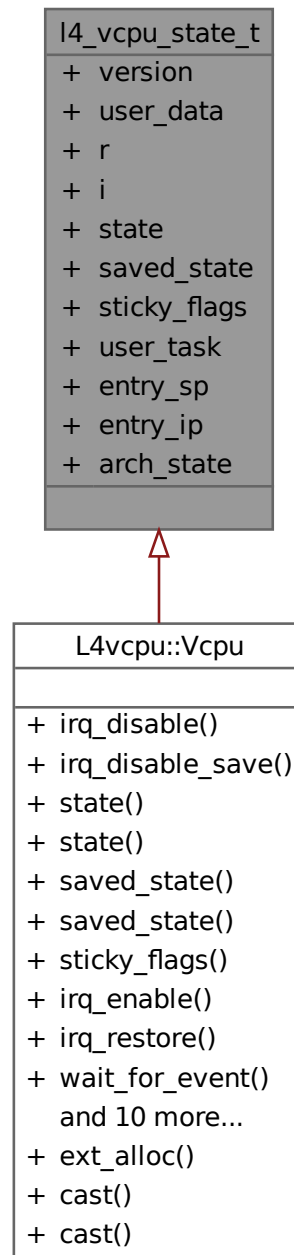 l4_vcpu_state_t
+ version
+ user_data
+ r
+ i
+ state
+ saved_state
+ sticky_flags
+ user_task
+ entry_sp
+ entry_ip
+ arch_state
L4vcpu::Vcpu
+ irq_disable()
+ irq_disable_save()
+ state()
+ state()
+ saved_state()
+ saved_state()
+ sticky_flags()
+ irq_enable()
+ irq_restore()
+ wait_for_event()
and 10 more...
+ ext_alloc()
+ cast()
+ cast()